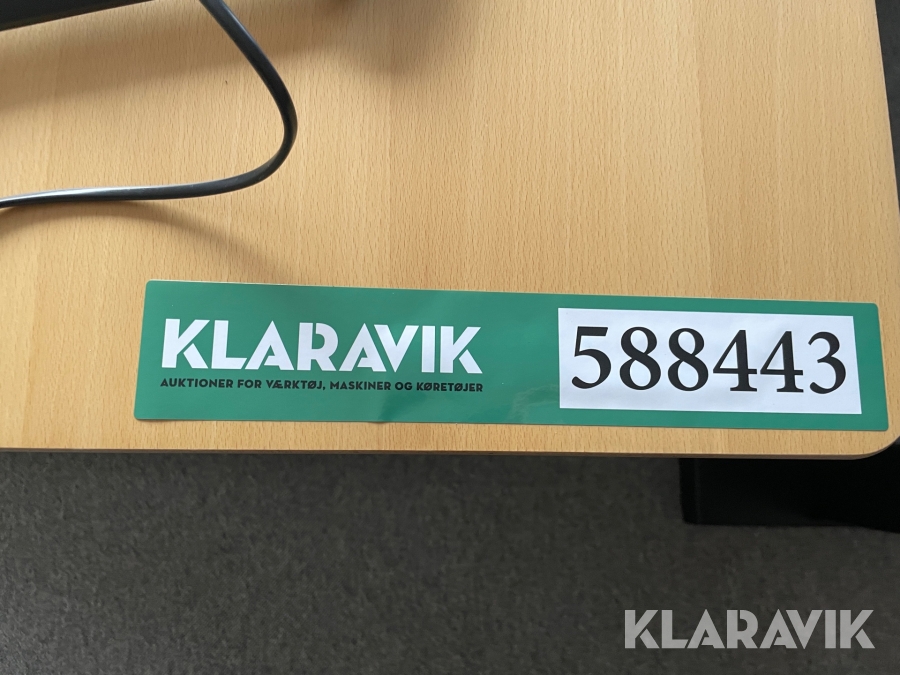 KLARAVIK
AUKTIONER FOR VÆRKTØJ, MASKINER OG KØRETØJER
588443
KLARAVIK